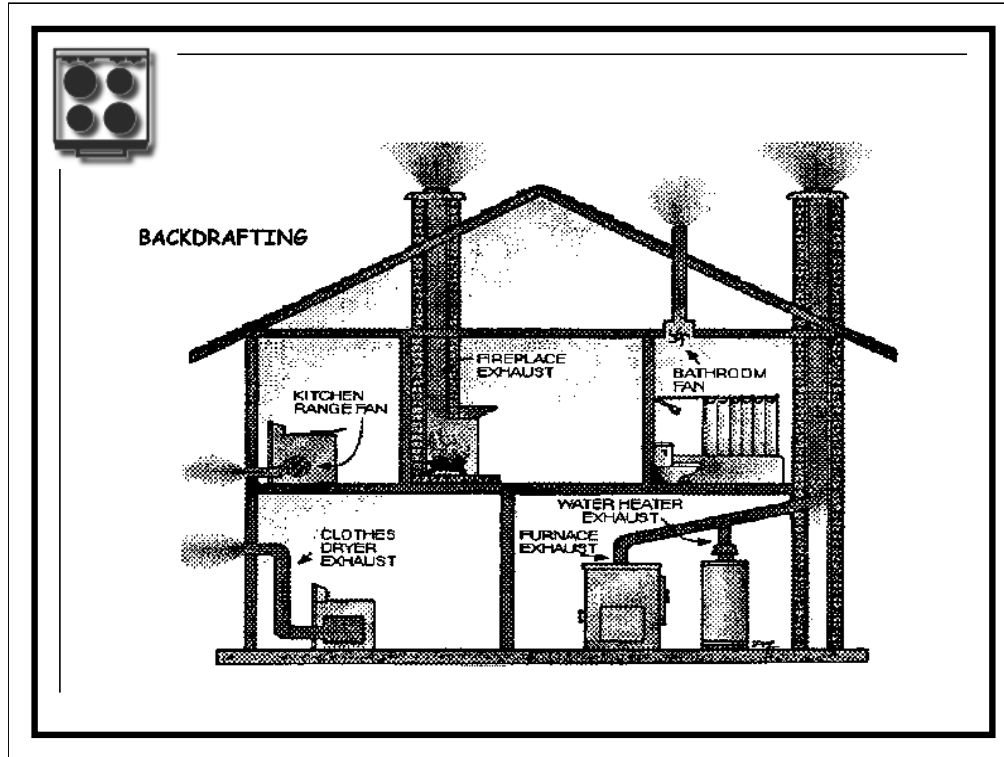 BACKDRAFTING
FIREPLACE
EXHAUST
BATHROOM
FAN
KITCHEN
RANGE FAN
WATER HEATER
EXHAUST
FURNACE
EXHAUST
CLOTHES
DRYER
EXHAUST